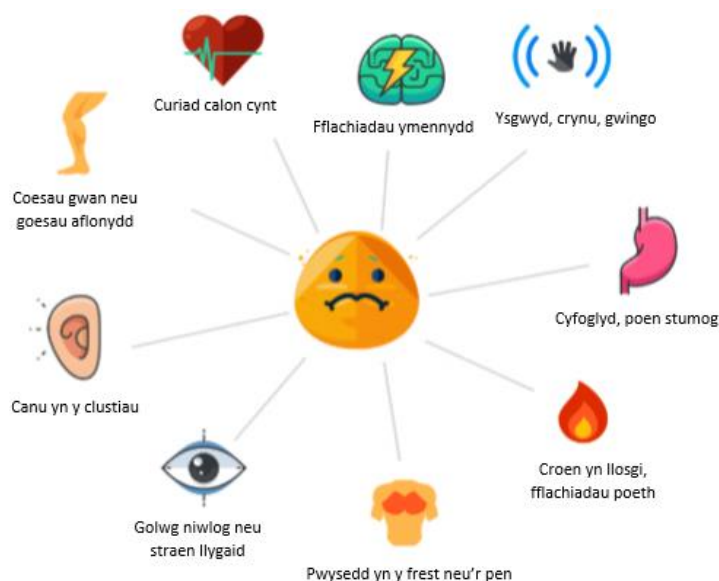 Curiad calon cynt
Fflachiadau ymennydd
Ysgwyd, crynu, gwingo
Coesau gwan neu
goesau aflonydd
Cyfoglyd, poen stumog
Canu yn y clustiau
Croen yn llosgi,
fflachiadau poeth
Golwg niwlog neu
straen llygaid
Pwysedd yn y frest neu'r pen